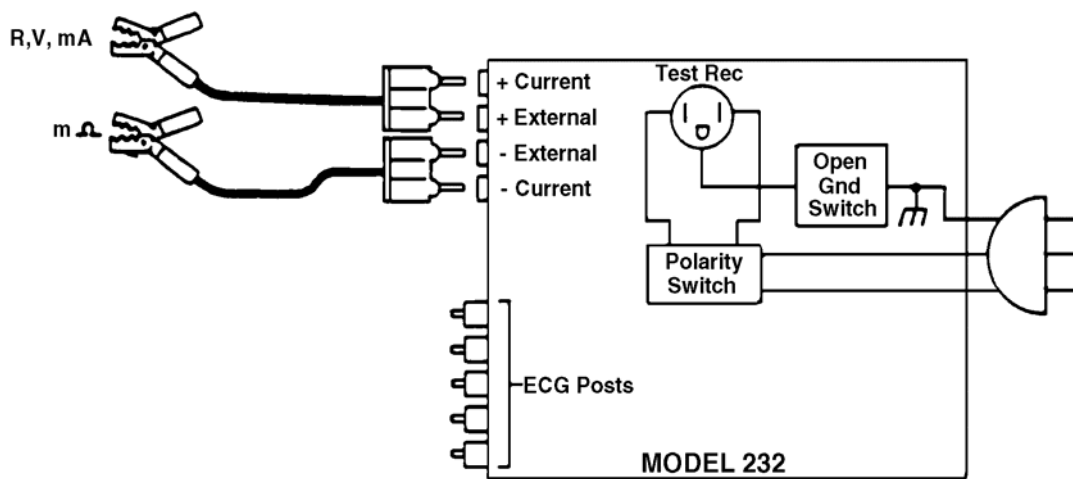 R,V, mA
m Ω
+ Current
+ External
- External
- Current
Test Rec
Open
Gnd
Switch
Polarity
Switch
ECG Posts
MODEL 232